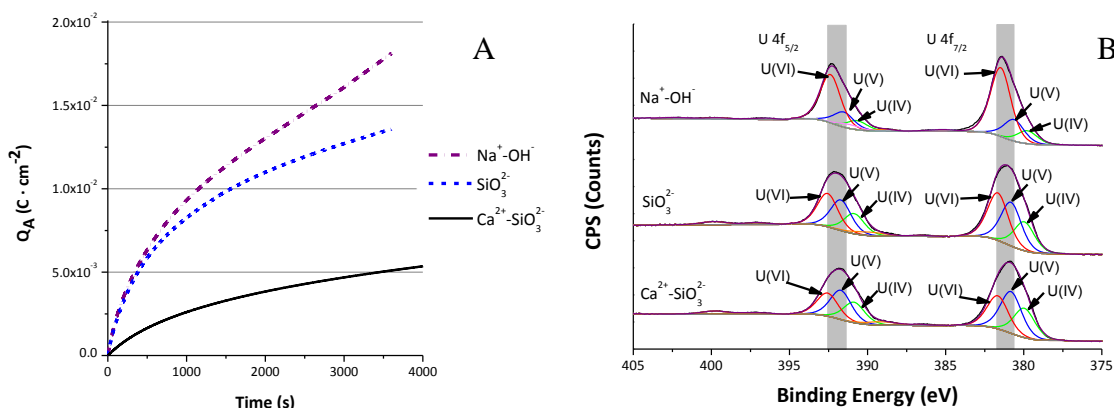 A
2.0x10⁻²
1.5x10⁻²
1.0x10⁻²
5.0x10⁻³
0.0
Q_A (C · cm⁻²)
0
1000
2000
3000
4000
Time (s)
Na⁺-OH⁻
SiO₃²⁻
Ca²⁺-SiO₃²⁻
B
U 4f₅/₂
U 4f₇/₂
Na⁺-OH⁻
U(VI)
U(V)
U(IV)
U(VI)
U(V)
U(IV)
SiO₃²⁻
U(VI)
U(V)
U(IV)
U(VI)
U(V)
U(IV)
Ca²⁺-SiO₃²⁻
U(VI)
U(V)
U(IV)
U(VI)
U(V)
U(IV)
CPS (Counts)
405
400
395
390
385
380
375
Binding Energy (eV)